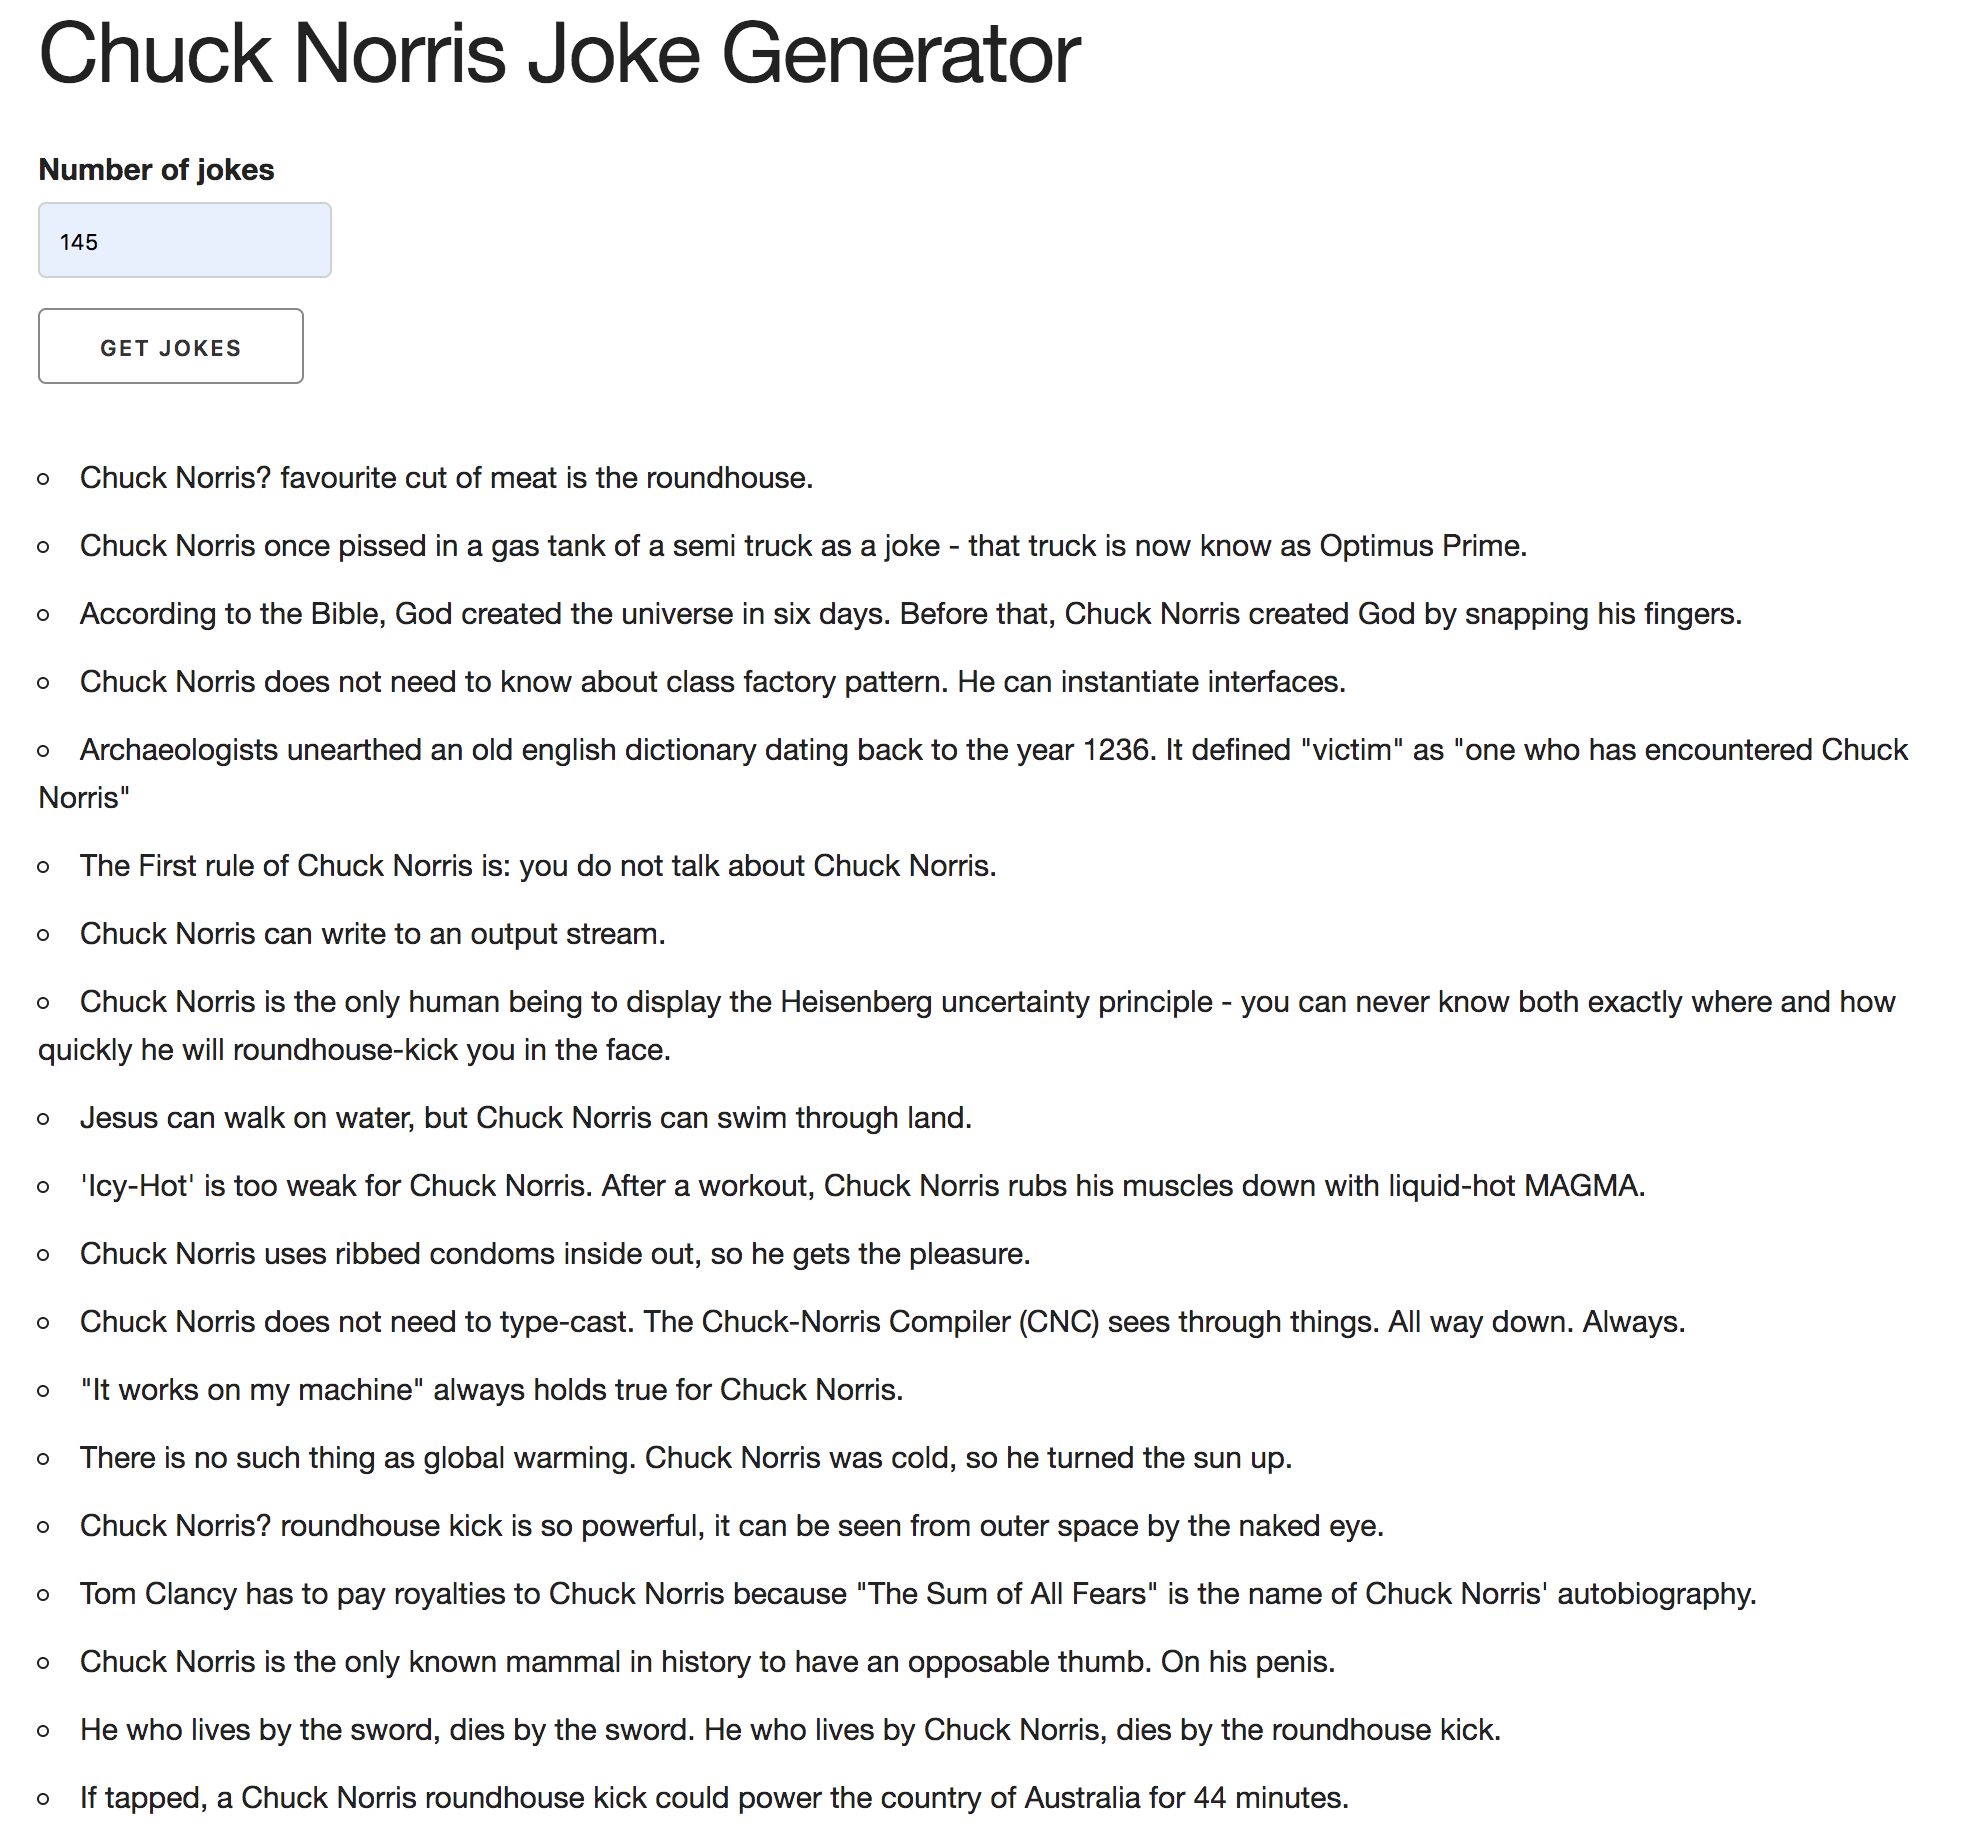 Chuck Norris Joke Generator
Number of jokes
145
GET JOKES
Chuck Norris? favourite cut of meat is the roundhouse.
Chuck Norris once pissed in a gas tank of a semi truck as a joke - that truck is now know as Optimus Prime.
According to the Bible, God created the universe in six days. Before that, Chuck Norris created God by snapping his fingers.
Chuck Norris does not need to know about class factory pattern. He can instantiate interfaces.
Archaeologists unearthed an old english dictionary dating back to the year 1236. It defined "victim" as "one who has encountered Chuck
Norris"
The First rule of Chuck Norris is: you do not talk about Chuck Norris.
Chuck Norris can write to an output stream.
Chuck Norris is the only human being to display the Heisenberg uncertainty principle - you can never know both exactly where and how
quickly he will roundhouse-kick you in the face.
Jesus can walk on water, but Chuck Norris can swim through land.
'Icy-Hot' is too weak for Chuck Norris. After a workout, Chuck Norris rubs his muscles down with liquid-hot MAGMA.
Chuck Norris uses ribbed condoms inside out, so he gets the pleasure.
Chuck Norris does not need to type-cast. The Chuck-Norris Compiler (CNC) sees through things. All way down. Always.
"It works on my machine" always holds true for Chuck Norris.
There is no such thing as global warming. Chuck Norris was cold, so he turned the sun up.
Chuck Norris? roundhouse kick is so powerful, it can be seen from outer space by the naked eye.
Tom Clancy has to pay royalties to Chuck Norris because "The Sum of All Fears" is the name of Chuck Norris' autobiography.
Chuck Norris is the only known mammal in history to have an opposable thumb. On his penis.
He who lives by the sword, dies by the sword. He who lives by Chuck Norris, dies by the roundhouse kick.
If tapped, a Chuck Norris roundhouse kick could power the country of Australia for 44 minutes.